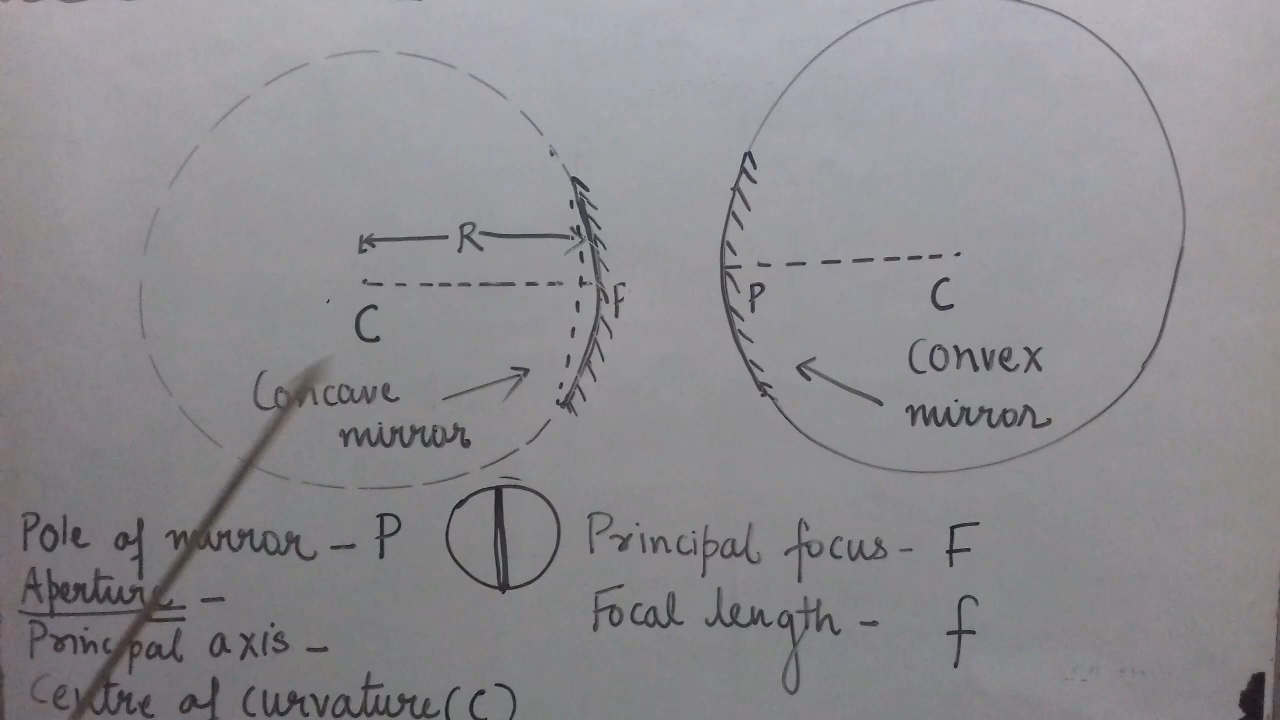 R
C
F
Concave
mirror
P
C
Convex
mirror
Pole of mirror - P
Aperture -
Principal axis -
Centre of curvature (C)
Principal focus - F
Focal length - f